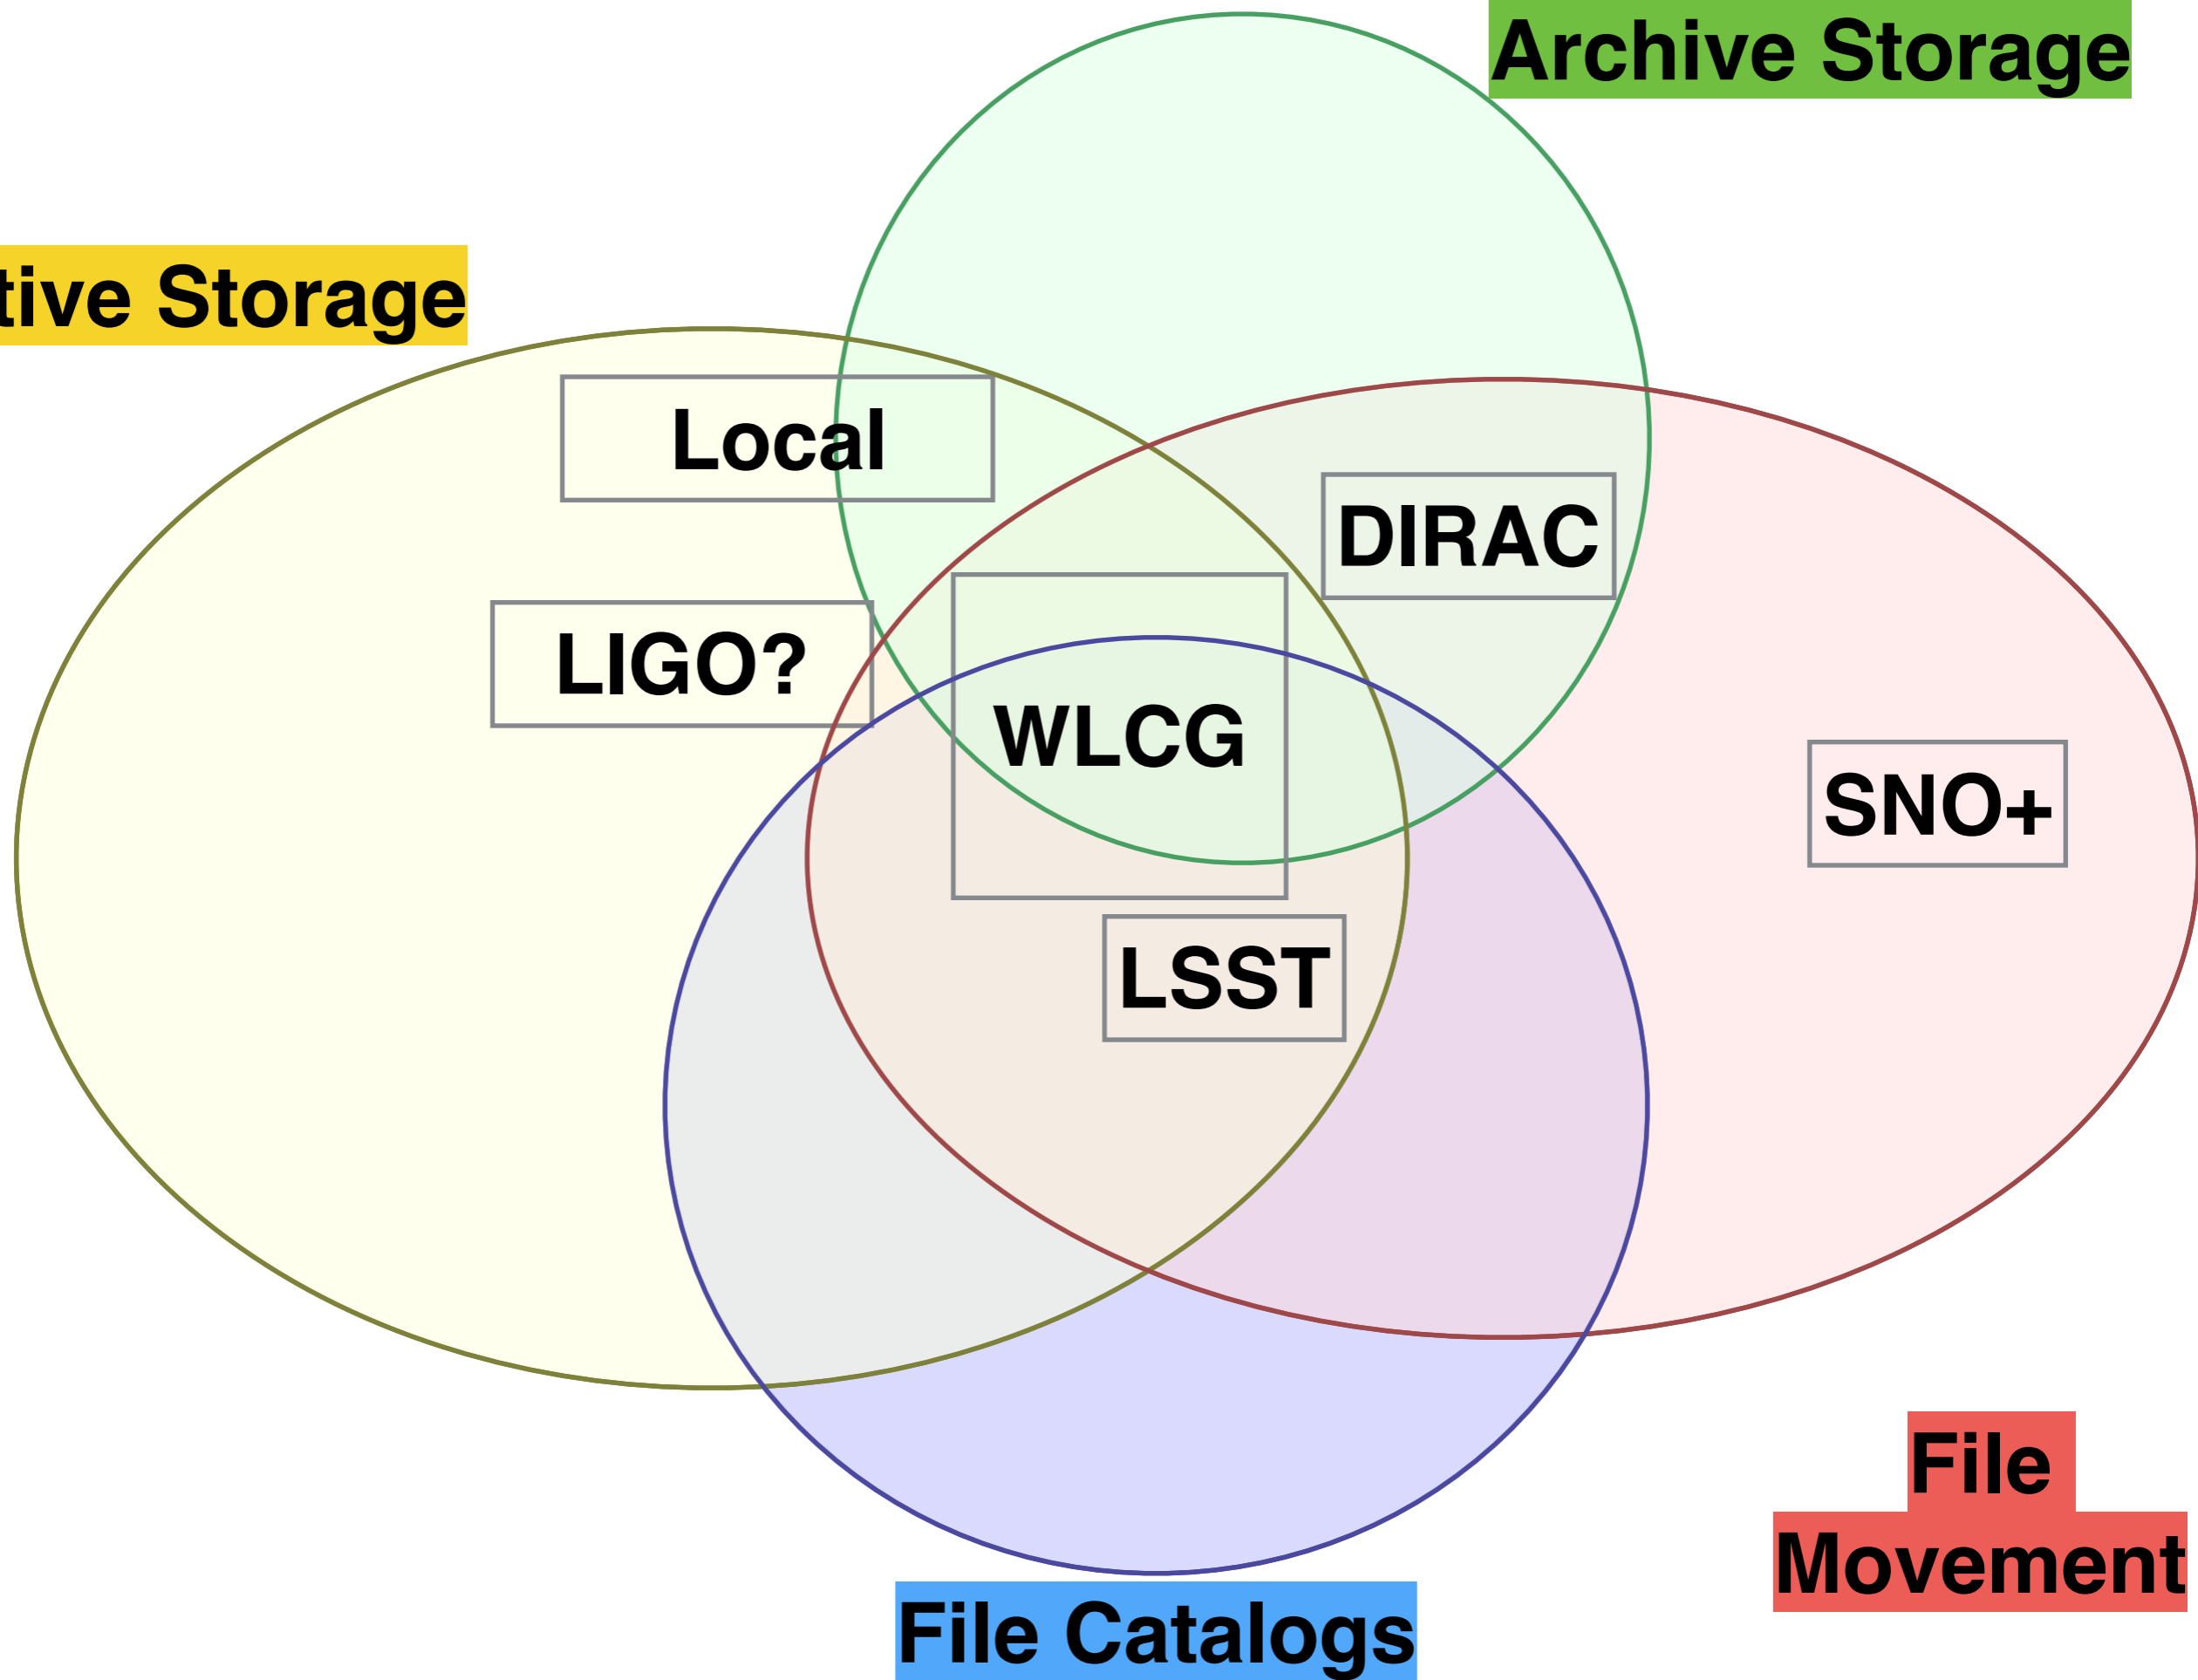 Archive Storage
tive Storage
Local
DIRAC
LIGO?
WLCG
SNO+
LSST
File
Movement
File Catalogs